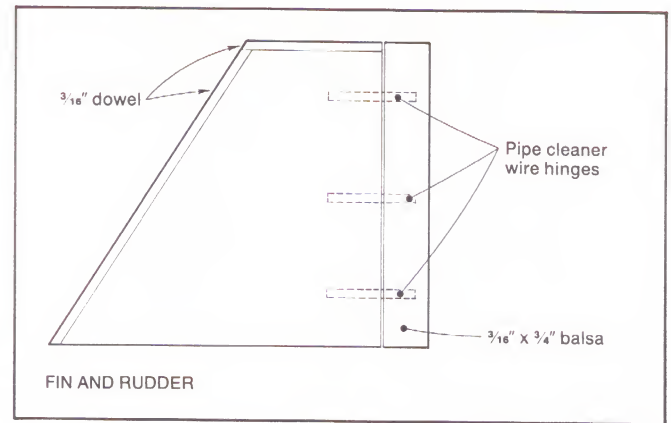 ³⁄₁₆″ dowel
Pipe cleaner
wire hinges
³⁄₁₆″ x ¾″ balsa
FIN AND RUDDER